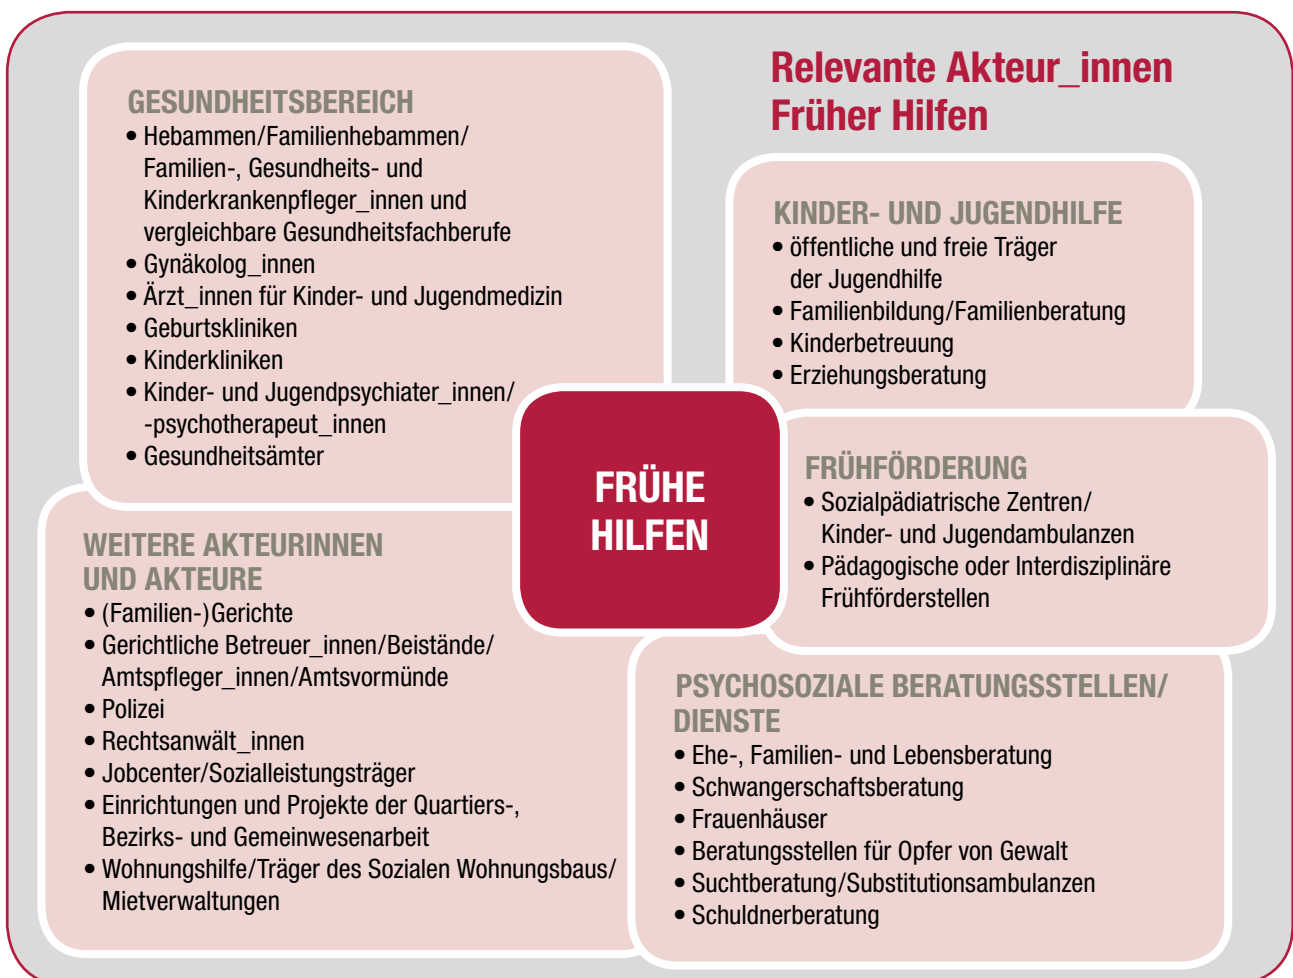 Relevante Akteur_innen
Früher Hilfen
GESUNDHEITSBEREICH
• Hebammen/Familienhebammen/
Familien-, Gesundheits- und
Kinderkrankenpfleger_innen und
vergleichbare Gesundheitsfachberufe
• Gynäkolog_innen
• Ärzt_innen für Kinder- und Jugendmedizin
• Geburtskliniken
• Kinderkliniken
• Kinder- und Jugendpsychiater_innen/
-psychotherapeut_innen
• Gesundheitsämter
KINDER- UND JUGENDHILFE
• öffentliche und freie Träger
der Jugendhilfe
• Familienbildung/Familienberatung
• Kinderbetreuung
• Erziehungsberatung
FRÜHE
HILFEN
FRÜHFÖRDERUNG
• Sozialpädiatrische Zentren/
Kinder- und Jugendambulanzen
• Pädagogische oder Interdisziplinäre
Frühförderstellen
WEITERE AKTEURINNEN
UND AKTEURE
• (Familien-)Gerichte
• Gerichtliche Betreuer_innen/Beistände/
Amtspfleger_innen/Amtsvormünde
• Polizei
• Rechtsanwält_innen
• Jobcenter/Sozialleistungsträger
• Einrichtungen und Projekte der Quartiers-,
Bezirks- und Gemeinwesenarbeit
• Wohnungshilfe/Träger des Sozialen Wohnungsbaus/
Mietverwaltungen
PSYCHOSOZIALE BERATUNGSSTELLEN/
DIENSTE
• Ehe-, Familien- und Lebensberatung
• Schwangerschaftsberatung
• Frauenhäuser
• Beratungsstellen für Opfer von Gewalt
• Suchtberatung/Substitutionsambulanzen
• Schuldnerberatung